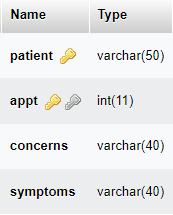 Name Type
patient varchar(50)
appt int(11)
concerns varchar(40)
symptoms varchar(40)